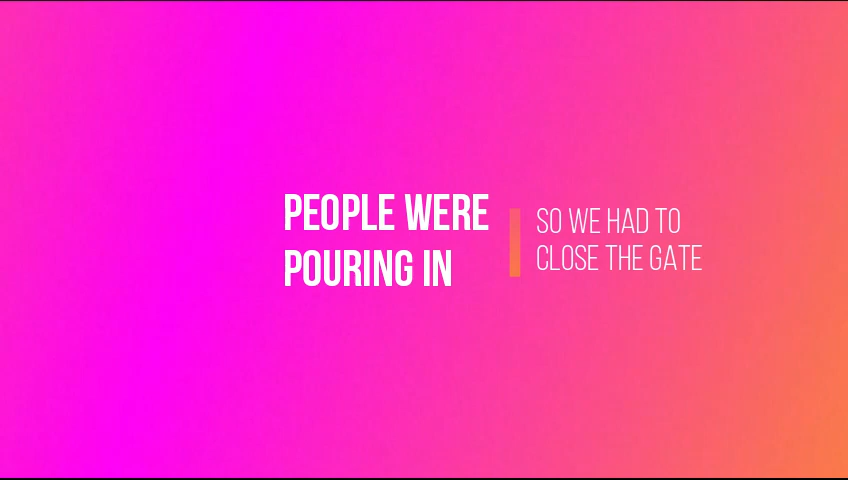 PEOPLE WERE
POURING IN
SO WE HAD TO
CLOSE THE GATE